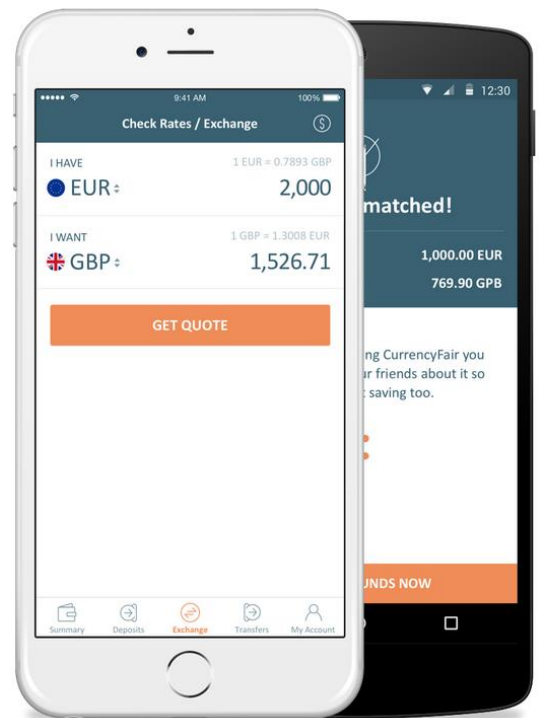 9:41 AM
100%
Check Rates / Exchange
I HAVE
1 EUR = 0.7893 GBP
EUR
2,000
I WANT
1 GBP = 1.3008 EUR
GBP
1,526.71
GET QUOTE
Summary
Deposits
Exchange
Transfers
My Account
12:30
matched!
1,000.00 EUR
769.90 GPB
ng CurrencyFair you
ur friends about it so
t saving too.
UNDS NOW